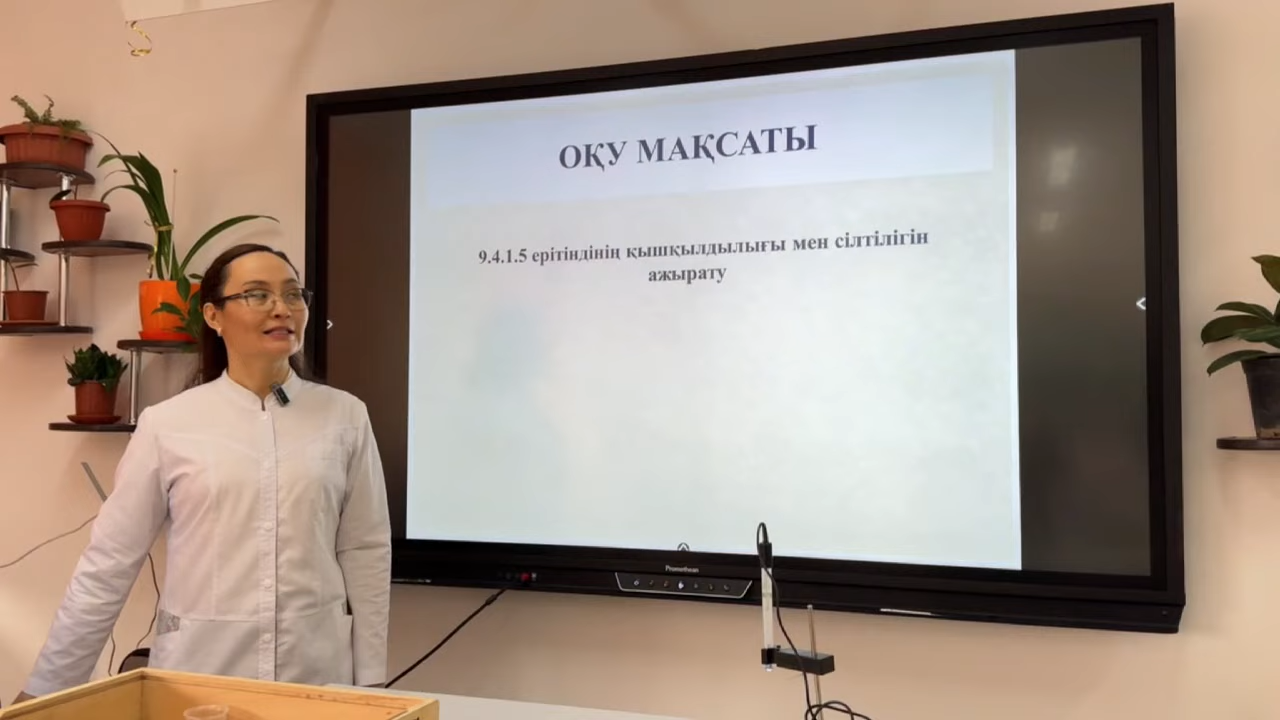 ОҚУ МАҚСАТЫ
9.4.1.5 ерітіндінің қышқылдылығы мен сілтілігін
ажырату
Promethean